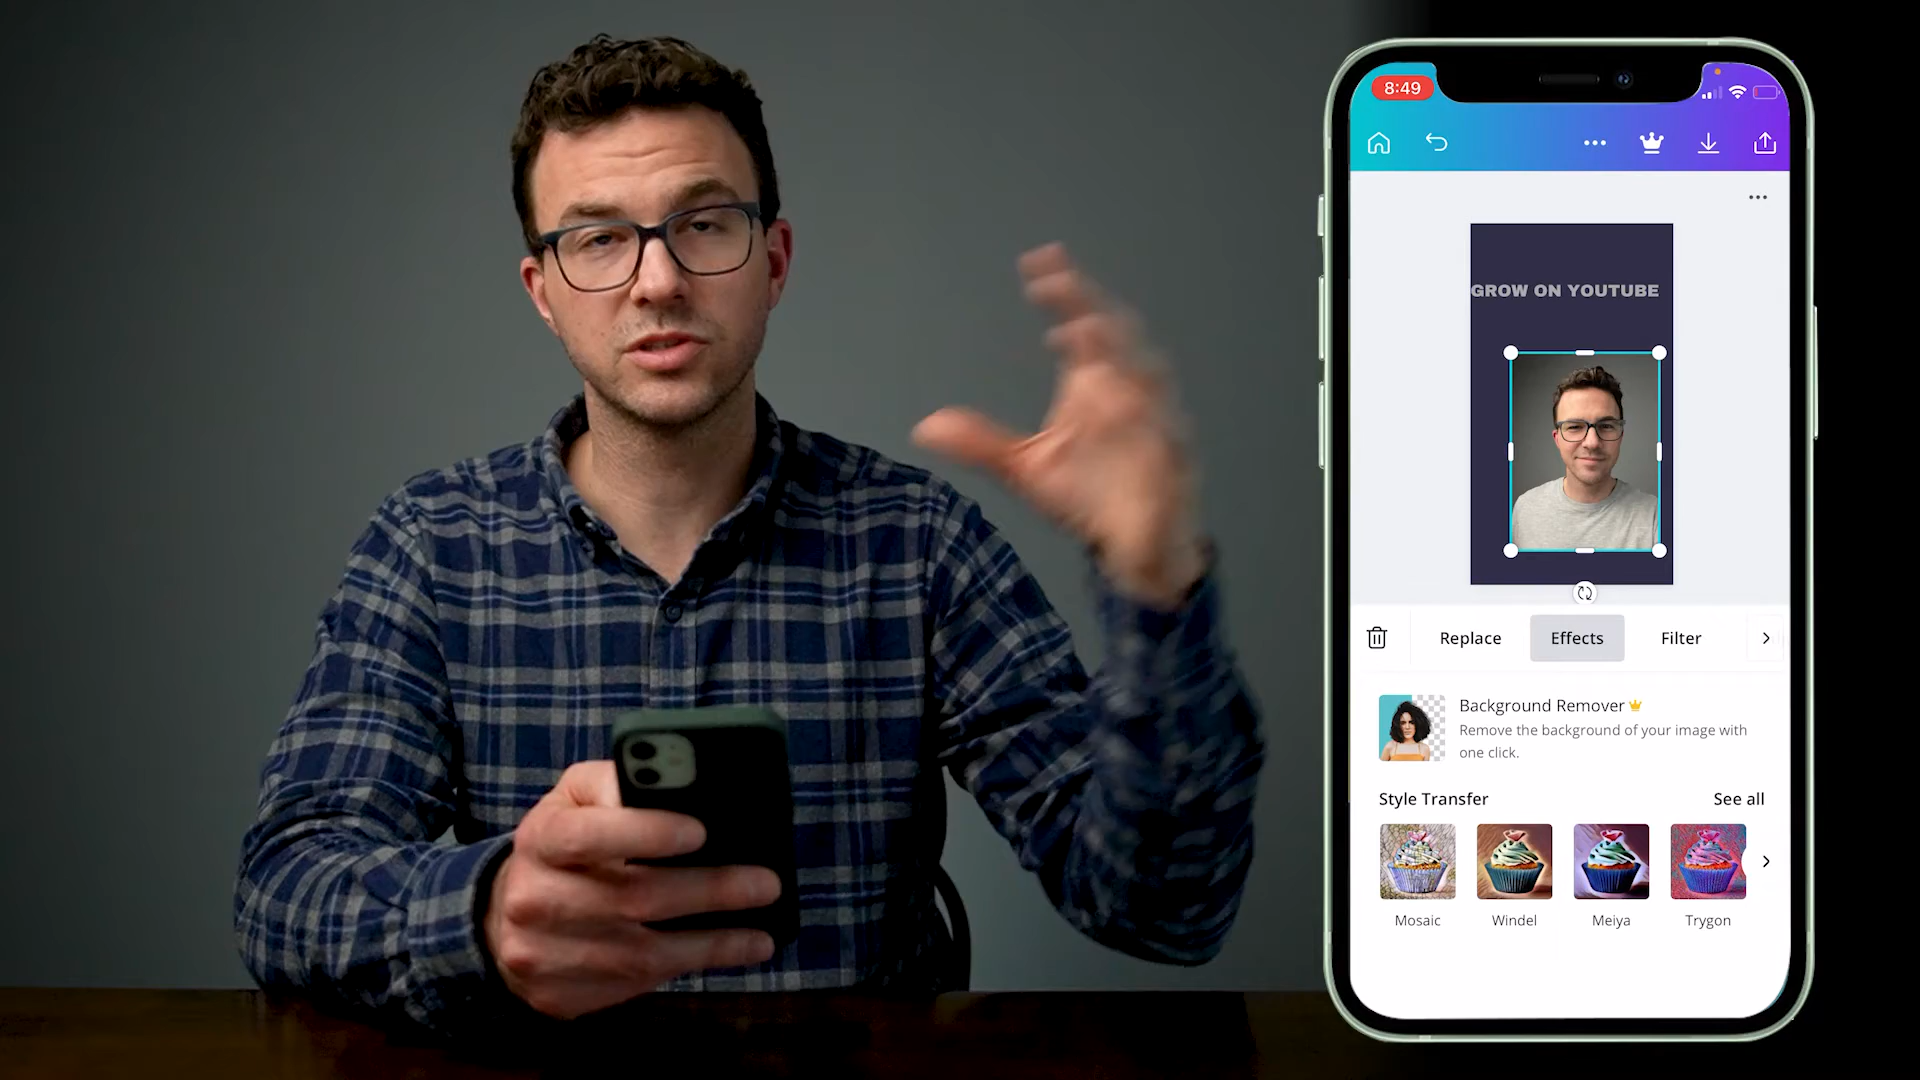 8:49
GROW ON YOUTUBE
Replace
Effects
Filter
Background Remover
Remove the background of your image with
one click.
Style Transfer
See all
Mosaic
Windel
Meiya
Trygon